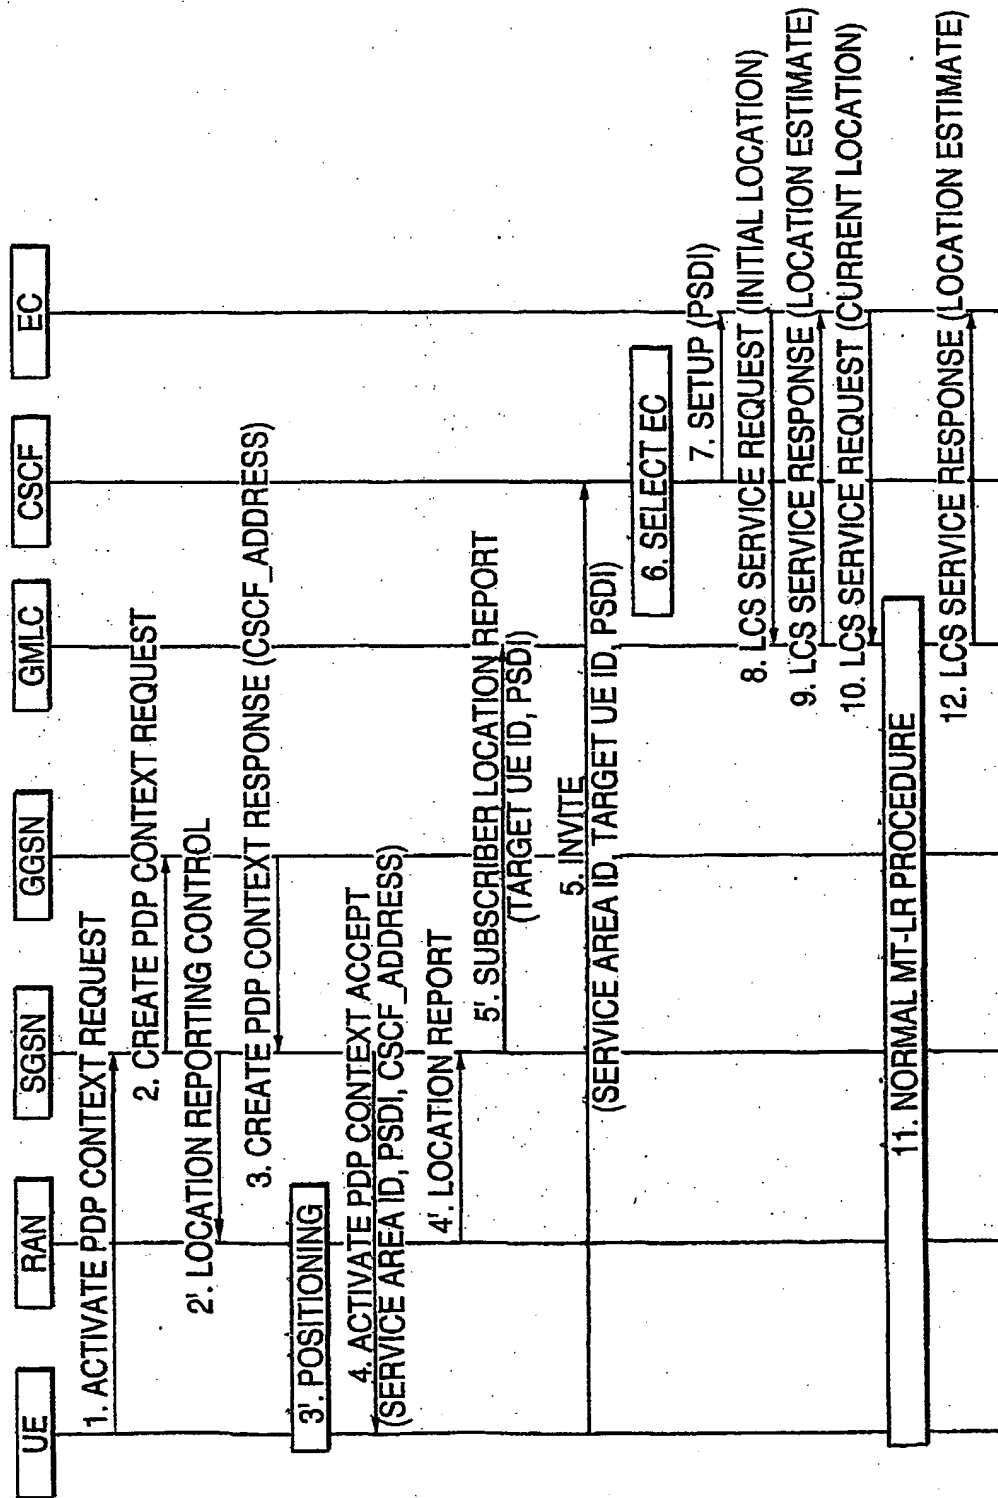 UE
RAN
SGSN
GGSN
GMLC
CSCF
EC
1. ACTIVATE PDP CONTEXT REQUEST
2. CREATE PDP CONTEXT REQUEST
2'. LOCATION REPORTING CONTROL
3. CREATE PDP CONTEXT RESPONSE (CSCF_ADDRESS)
3'. POSITIONING
4. ACTIVATE PDP CONTEXT ACCEPT
(SERVICE AREA ID, PSDI, CSCF_ADDRESS)
4'. LOCATION REPORT
5'. SUBSCRIBER LOCATION REPORT
(TARGET UE ID, PSDI)
5. INVITE
(SERVICE AREA ID, TARGET UE ID, PSDI)
6. SELECT EC
7. SETUP (PSDI)
8. LCS SERVICE REQUEST (INITIAL LOCATION)
9. LCS SERVICE RESPONSE (LOCATION ESTIMATE)
10. LCS SERVICE REQUEST (CURRENT LOCATION)
11. NORMAL MT-LR PROCEDURE
12. LCS SERVICE RESPONSE (LOCATION ESTIMATE)